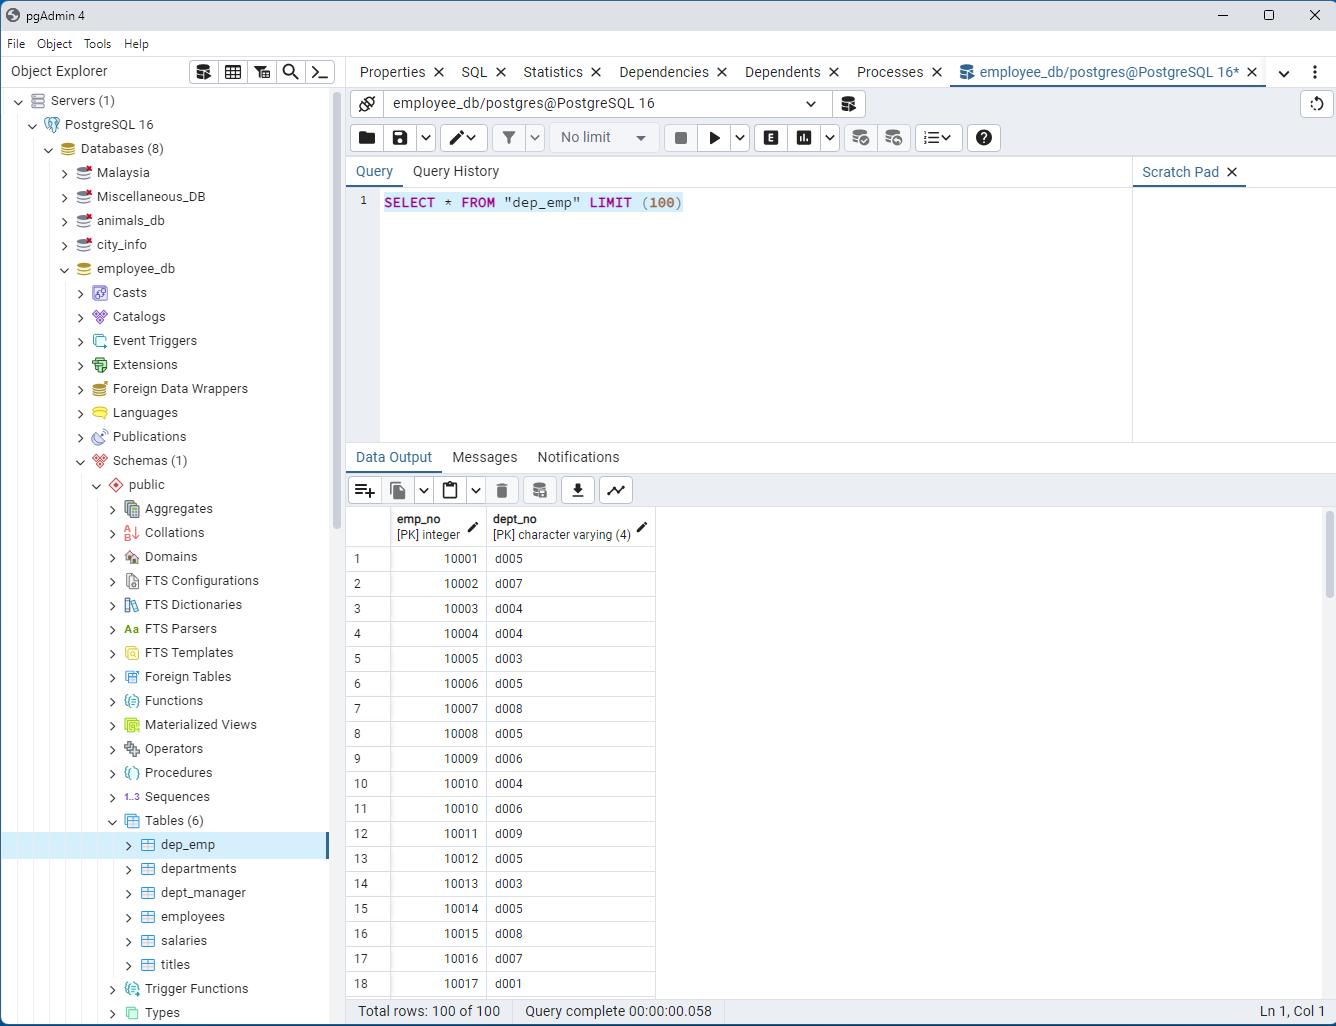 pgAdmin 4
File Object Tools Help
Object Explorer
Properties SQL Statistics Dependencies Dependents Processes employee_db/postgres@PostgreSQL 16*
Servers (1)
PostgreSQL 16
Databases (8)
Malaysia
Miscellaneous_DB
animals_db
city_info
employee_db
Casts
Catalogs
Event Triggers
Extensions
Foreign Data Wrappers
Languages
Publications
Schemas (1)
public
Aggregates
Collations
Domains
FTS Configurations
FTS Dictionaries
Aa FTS Parsers
FTS Templates
Foreign Tables
Functions
Materialized Views
Operators
Procedures
1..3 Sequences
Tables (6)
dep_emp
departments
dept_manager
employees
salaries
titles
Trigger Functions
Types
employee_db/postgres@PostgreSQL 16
No limit
E
Query Query History
Scratch Pad
1 SELECT * FROM "dep_emp" LIMIT (100)
Data Output Messages Notifications
emp_no dept_no
[PK] integer [PK] character varying (4)
1 10001 d005
2 10002 d007
3 10003 d004
4 10004 d004
5 10005 d003
6 10006 d005
7 10007 d008
8 10008 d005
9 10009 d006
10 10010 d004
11 10010 d006
12 10011 d009
13 10012 d005
14 10013 d003
15 10014 d005
16 10015 d008
17 10016 d007
18 10017 d001
Total rows: 100 of 100 Query complete 00:00:00.058 Ln 1, Col 1